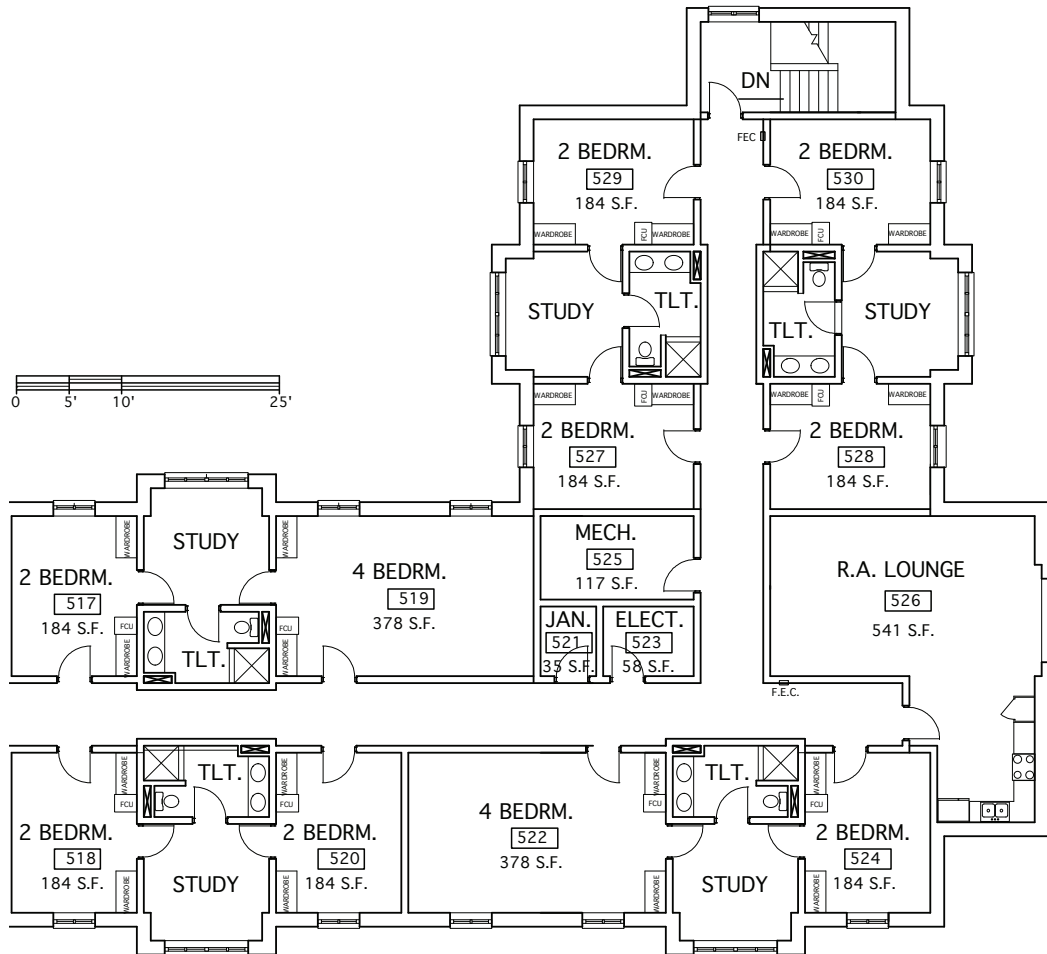 DN
FEC
2 BEDRM.
529
184 S.F.
2 BEDRM.
530
184 S.F.
WARDROBE
FCU
WARDROBE
WARDROBE
FCU
WARDROBE
STUDY
TLT.
TLT.
STUDY
0 5' 10' 25'
WARDROBE
FCU
WARDROBE
WARDROBE
FCU
WARDROBE
2 BEDRM.
527
184 S.F.
2 BEDRM.
528
184 S.F.
2 BEDRM.
517
184 S.F.
WARDROBE
FCU
WARDROBE
STUDY
TLT.
WARDROBE
FCU
WARDROBE
4 BEDRM.
519
378 S.F.
MECH.
525
117 S.F.
JAN.
521
35 S.F.
ELECT.
523
58 S.F.
R.A. LOUNGE
526
541 S.F.
F.E.C.
2 BEDRM.
518
184 S.F.
WARDROBE
FCU
WARDROBE
TLT.
STUDY
WARDROBE
FCU
WARDROBE
2 BEDRM.
520
184 S.F.
4 BEDRM.
522
378 S.F.
WARDROBE
FCU
WARDROBE
TLT.
STUDY
WARDROBE
FCU
WARDROBE
2 BEDRM.
524
184 S.F.